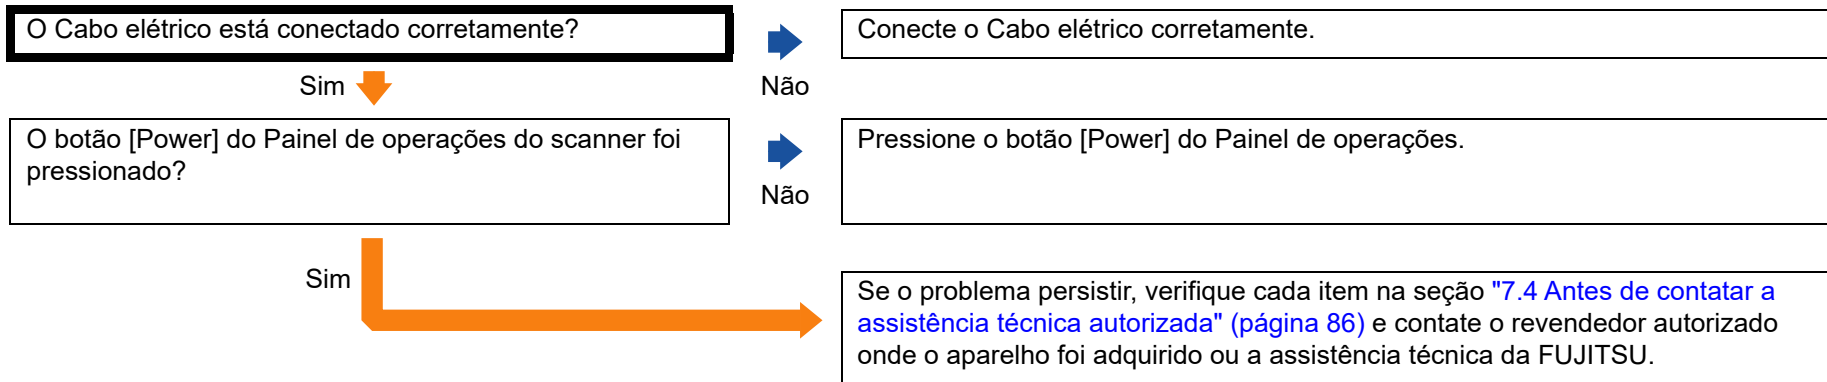 O Cabo elétrico está conectado corretamente?
Conecte o Cabo elétrico corretamente.
Sim
Não
O botão [Power] do Painel de operações do scanner foi
pressionado?
Pressione o botão [Power] do Painel de operações.
Não
Sim
Se o problema persistir, verifique cada item na seção "7.4 Antes de contatar a
assistência técnica autorizada" (página 86) e contate o revendedor autorizado
onde o aparelho foi adquirido ou a assistência técnica da FUJITSU.